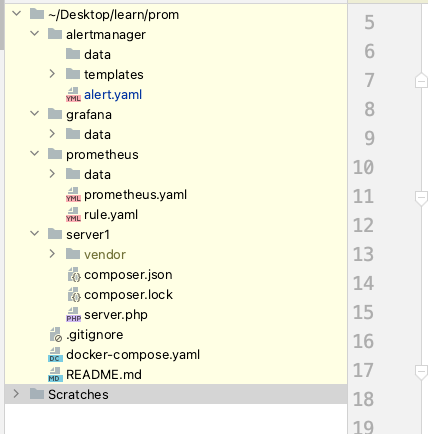 ~/Desktop/learn/prom
alertmanager
data
templates
alert.yaml
grafana
data
prometheus
data
prometheus.yaml
rule.yaml
server1
vendor
composer.json
composer.lock
server.php
.gitignore
docker-compose.yaml
README.md
Scratches
5
6
7
8
9
10
11
12
13
14
15
16
17
18
19